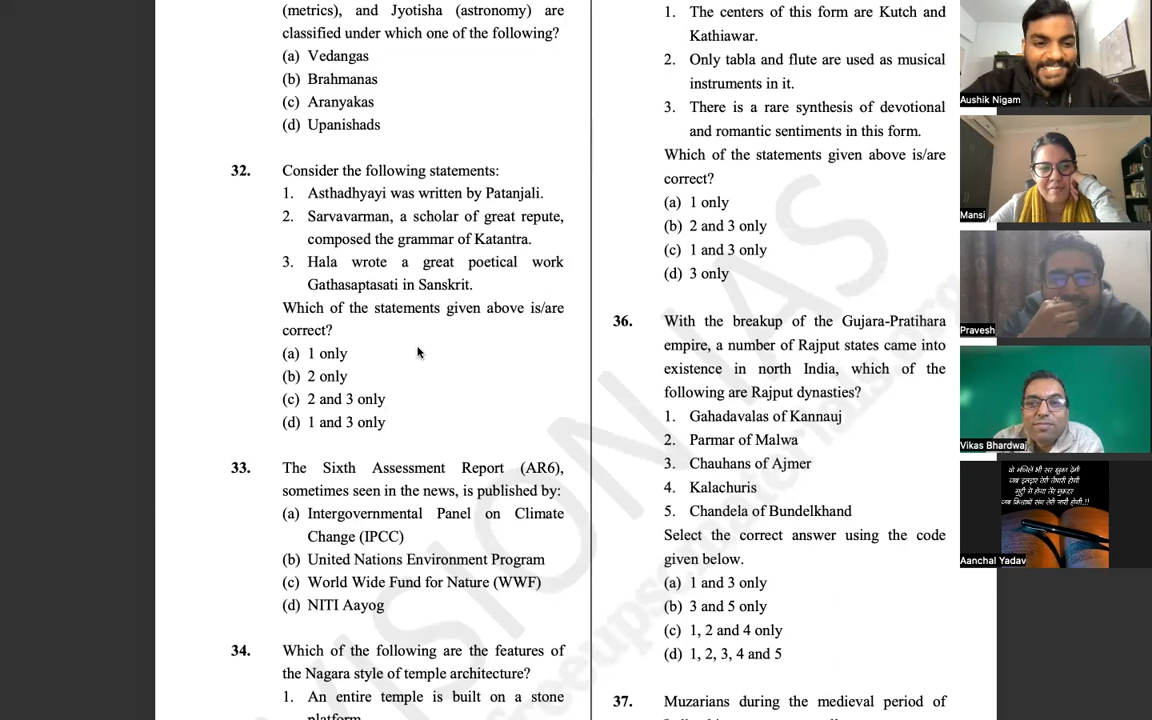 (metrics), and Jyotisha (astronomy) are
classified under which one of the following?
(a) Vedangas
(b) Brahmanas
(c) Aranyakas
(d) Upanishads
32. Consider the following statements:
1. Asthadhyayi was written by Patanjali.
2. Sarvavarman, a scholar of great repute,
composed the grammar of Katantra.
3. Hala wrote a great poetical work
Gathasaptasati in Sanskrit.
Which of the statements given above is/are
correct?
(a) 1 only
(b) 2 only
(c) 2 and 3 only
(d) 1 and 3 only
33. The Sixth Assessment Report (AR6),
sometimes seen in the news, is published by:
(a) Intergovernmental Panel on Climate
Change (IPCC)
(b) United Nations Environment Program
(c) World Wide Fund for Nature (WWF)
(d) NITI Aayog
34. Which of the following are the features of
the Nagara style of temple architecture?
1. An entire temple is built on a stone
platform.
1. The centers of this form are Kutch and
Kathiawar.
2. Only tabla and flute are used as musical
instruments in it.
3. There is a rare synthesis of devotional
and romantic sentiments in this form.
Which of the statements given above is/are
correct?
(a) 1 only
(b) 2 and 3 only
(c) 1 and 3 only
(d) 3 only
36. With the breakup of the Gujara-Pratihara
empire, a number of Rajput states came into
existence in north India, which of the
following are Rajput dynasties?
1. Gahadavalas of Kannauj
2. Parmar of Malwa
3. Chauhans of Ajmer
4. Kalachuris
5. Chandela of Bundelkhand
Select the correct answer using the code
given below.
(a) 1 and 3 only
(b) 3 and 5 only
(c) 1, 2 and 4 only
(d) 1, 2, 3, 4 and 5
37. Muzarians during the medieval period of
VISION IAS
Aushik Nigam
Mansi
Pravesh
Vikas Bhardwaj
वो मंजिलें भी सर झुका देगी
Aanchal Yadav